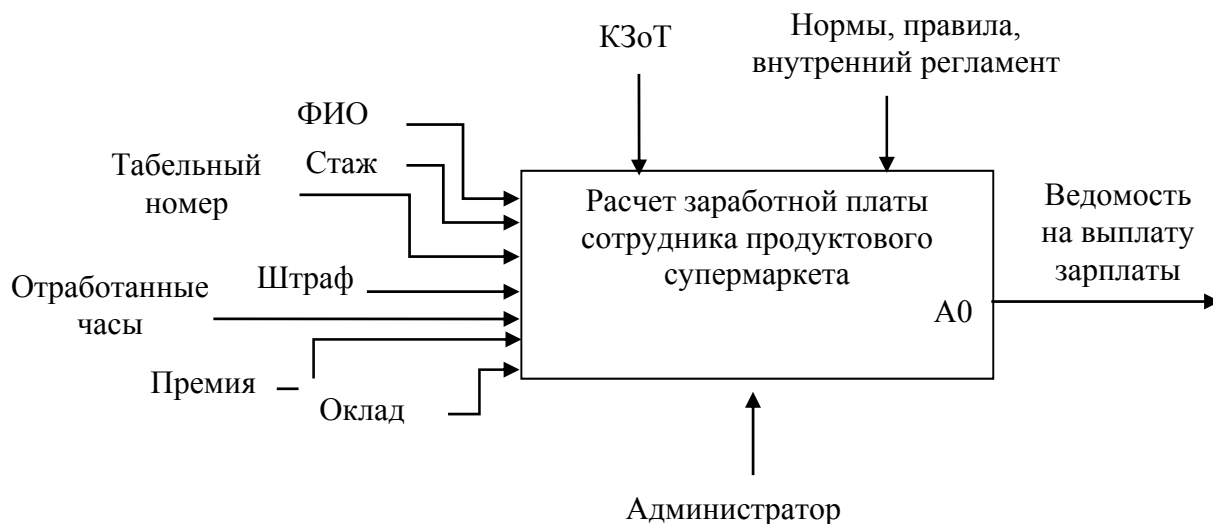 КЗоТ
Нормы, правила,
внутренний регламент
ФИО
Стаж
Табельный
номер
Штраф
Отработанные
часы
Премия
Оклад
Расчет заработной платы
сотрудника продуктового
супермаркета
А0
Ведомость
на выплату
зарплаты
Администратор